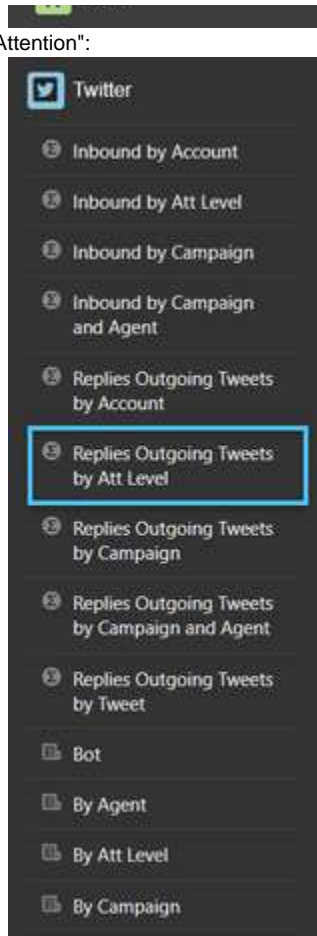 Attention":
Twitter
Inbound by Account
Inbound by Att Level
Inbound by Campaign
Inbound by Campaign
and Agent
Replies Outgoing Tweets
by Account
Replies Outgoing Tweets
by Att Level
Replies Outgoing Tweets
by Campaign
Replies Outgoing Tweets
by Campaign and Agent
Replies Outgoing Tweets
by Tweet
Bot
By Agent
By Att Level
By Campaign